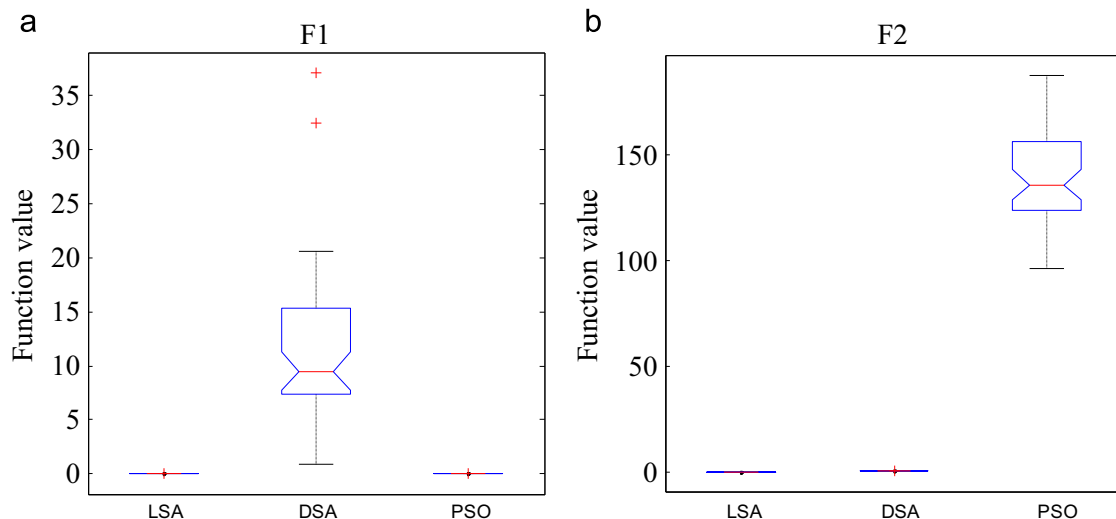 a
F1
Function value
35
30
25
20
15
10
5
0
LSA DSA PSO
b
F2
Function value
150
100
50
0
LSA DSA PSO